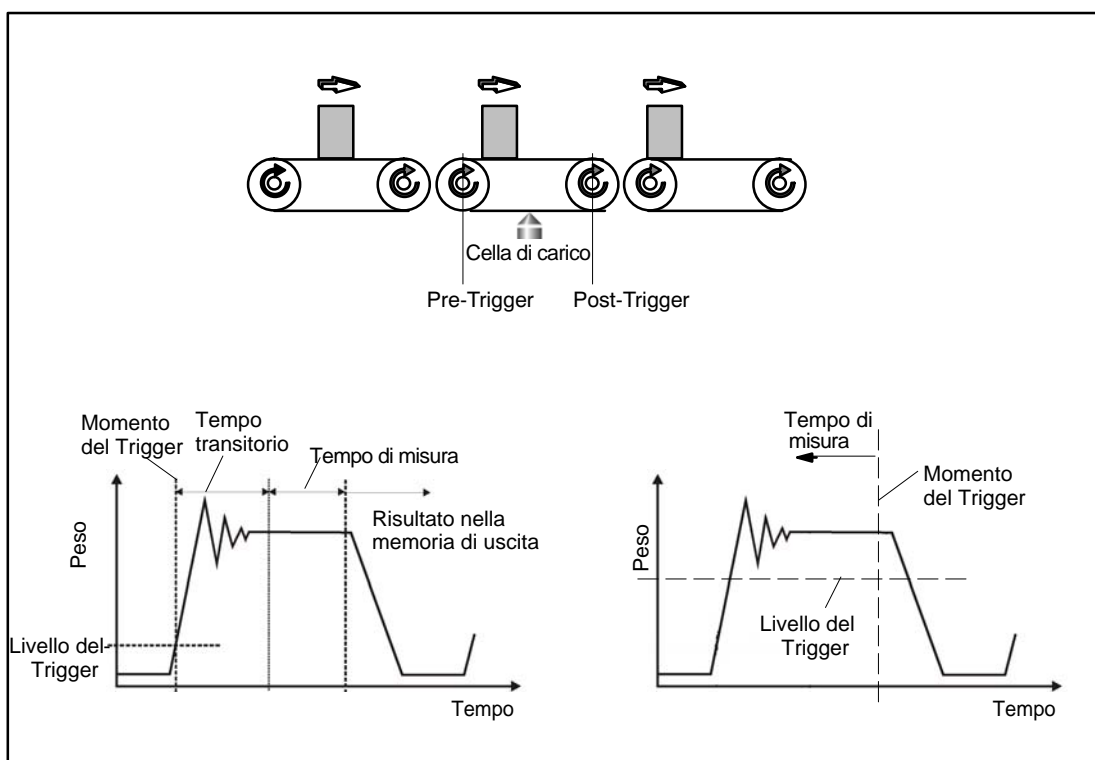 Cella di carico
Pre-Trigger
Post-Trigger
Momento
del Trigger
Tempo
transitorio
Tempo di misura
Risultato nella
memoria di uscita
Peso
Livello del
Trigger
Tempo
Tempo di
misura
Momento
del Trigger
Peso
Livello del
Trigger
Tempo